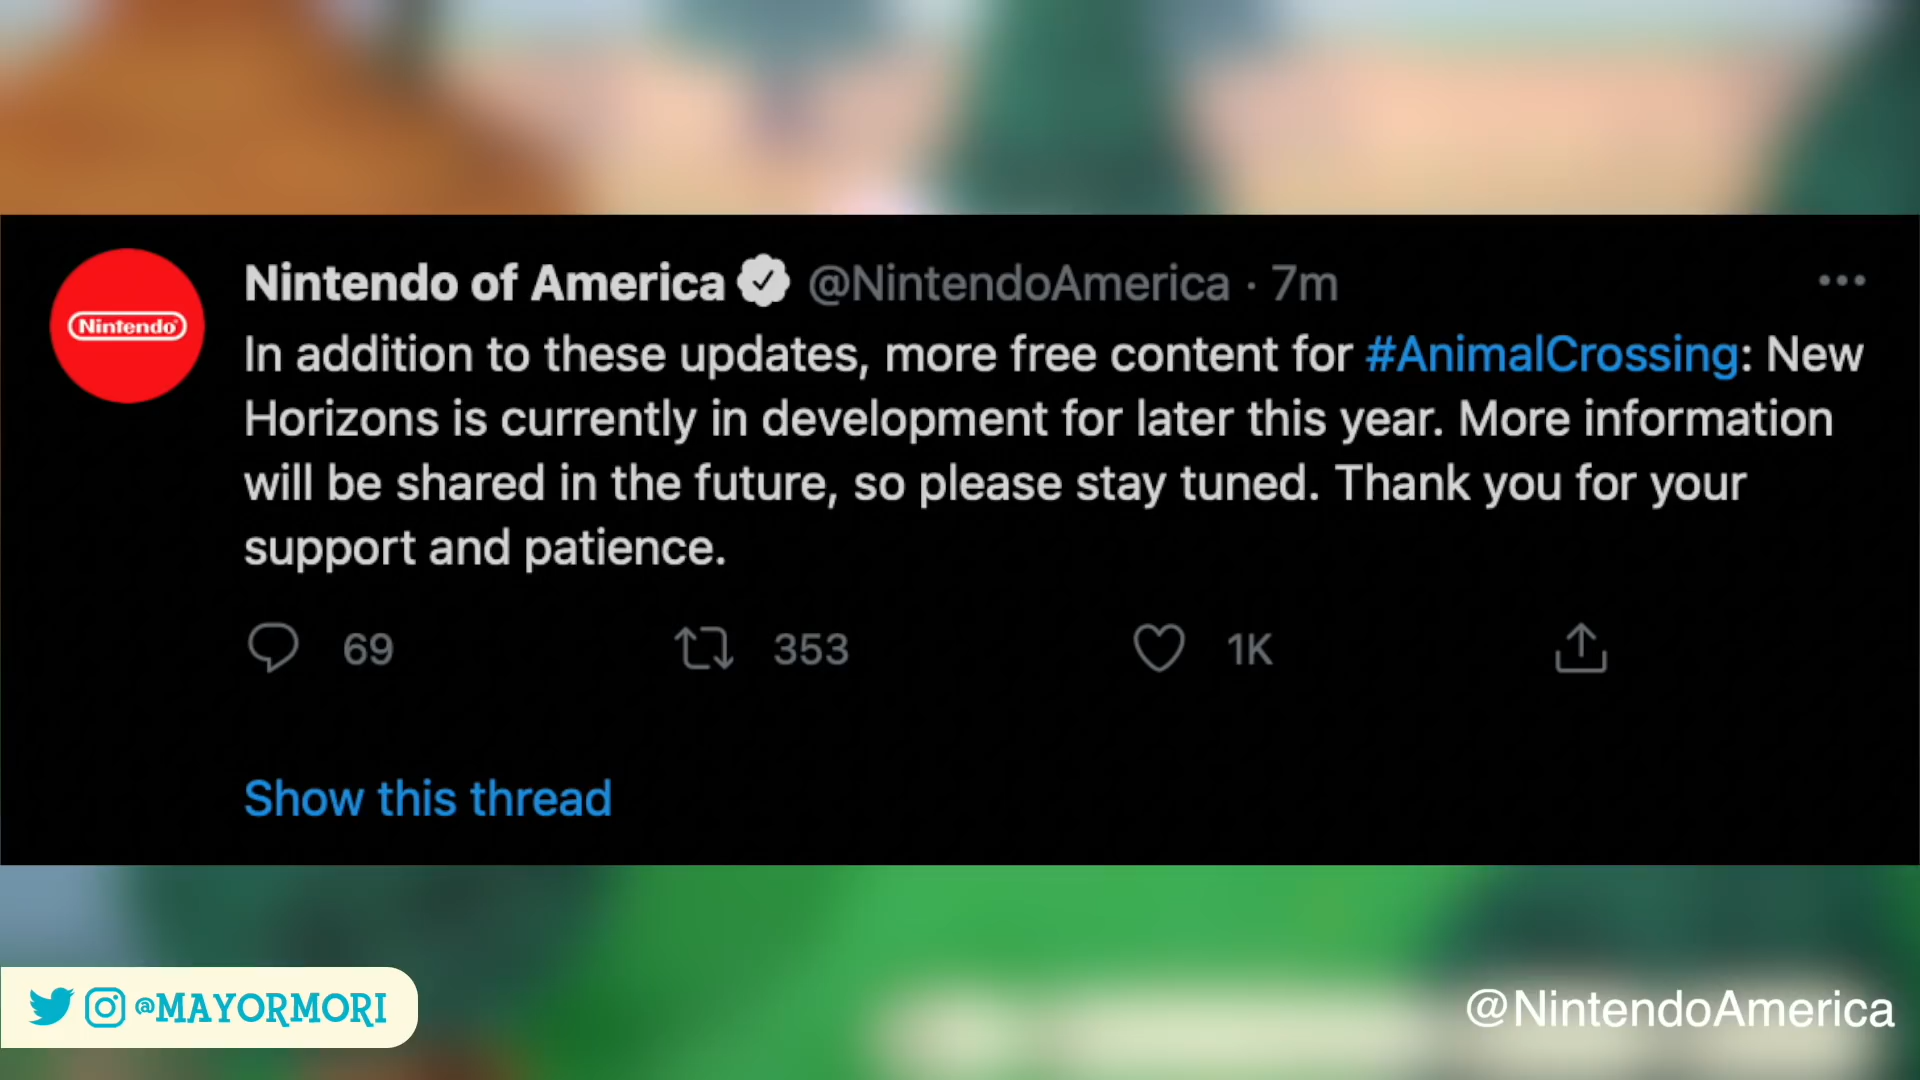 Nintendo of America @NintendoAmerica · 7m
Nintendo
In addition to these updates, more free content for #AnimalCrossing: New
Horizons is currently in development for later this year. More information
will be shared in the future, so please stay tuned. Thank you for your
support and patience.
69 353 1K
Show this thread
@MAYORMORI
@NintendoAmerica